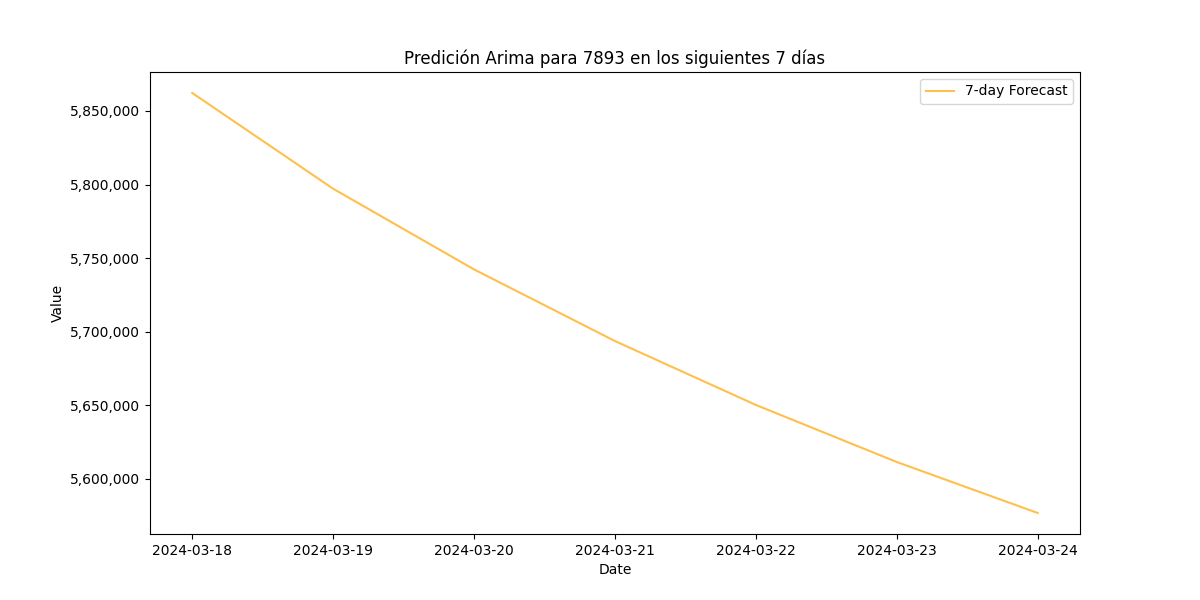 Predición Arima para 7893 en los siguientes 7 días
7-day Forecast
5,850,000
5,800,000
5,750,000
5,700,000
5,650,000
5,600,000
Value
2024-03-18 2024-03-19 2024-03-20 2024-03-21 2024-03-22 2024-03-23 2024-03-24
Date